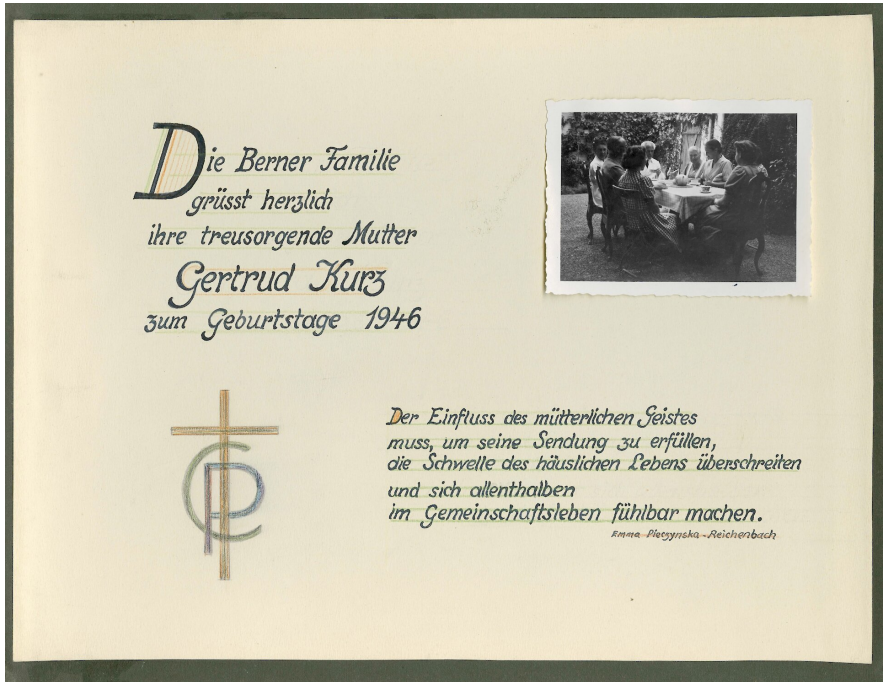 Die Berner Familie
grüsst herzlich
ihre treusorgende Mutter
Gertrud Kurz
zum Geburtstage 1946
CP
Der Einfluss des mütterlichen Geistes
muss, um seine Sendung zu erfüllen,
die Schwelle des häuslichen Lebens überschreiten
und sich allenthalben
im Gemeinschaftsleben fühlbar machen.
Emma Pieczynska-Reichenbach